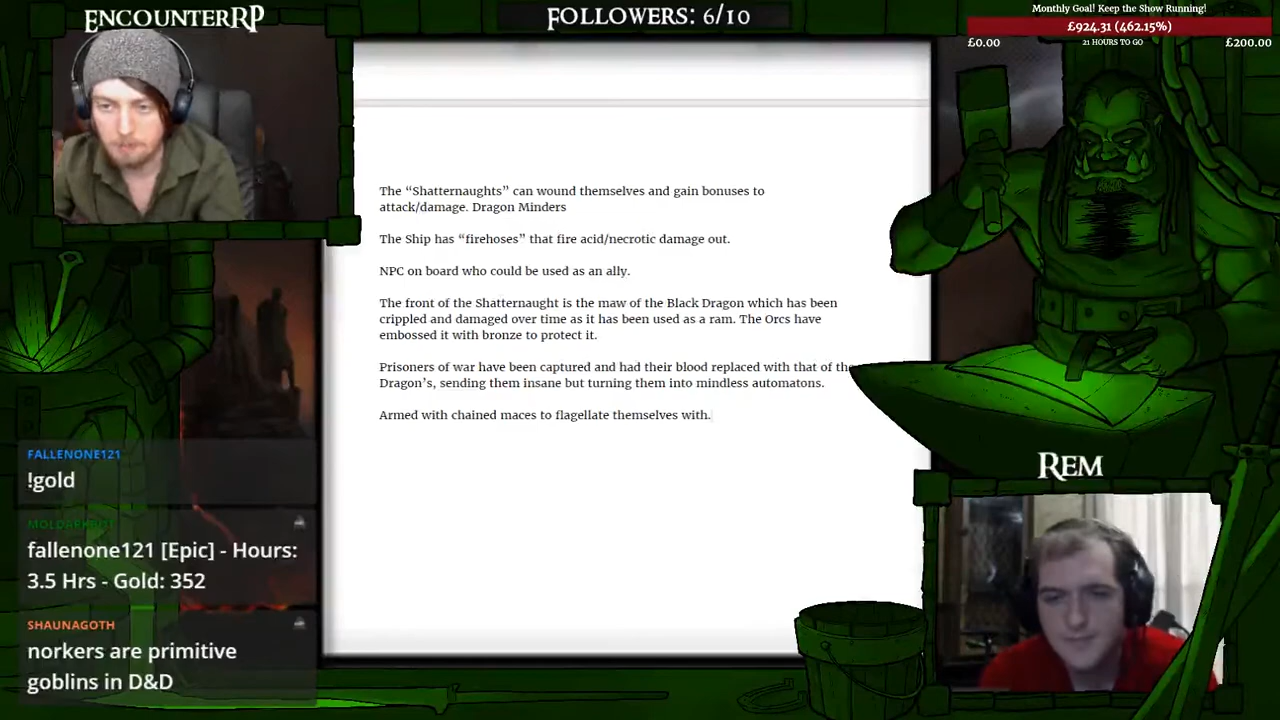 EncounterRP
Followers: 6/10
Monthly Goal! Keep the Show Running!
£924.31 (462.15%)
£0.00
21 HOURS TO GO
£200.00
The “Shatternaughts” can wound themselves and gain bonuses to
attack/damage. Dragon Minders
The Ship has “firehoses” that fire acid/necrotic damage out.
NPC on board who could be used as an ally.
The front of the Shatternaught is the maw of the Black Dragon which has been
crippled and damaged over time as it has been used as a ram. The Orcs have
embossed it with bronze to protect it.
Prisoners of war have been captured and had their blood replaced with that of the
Dragon’s, sending them insane but turning them into mindless automatons.
Armed with chained maces to flagellate themselves with.
FALLENONE121
!gold
MOLDARKBOT
fallenone121 [Epic] - Hours:
3.5 Hrs - Gold: 352
SHAUNAGOTH
norkers are primitive
goblins in D&D
Rem